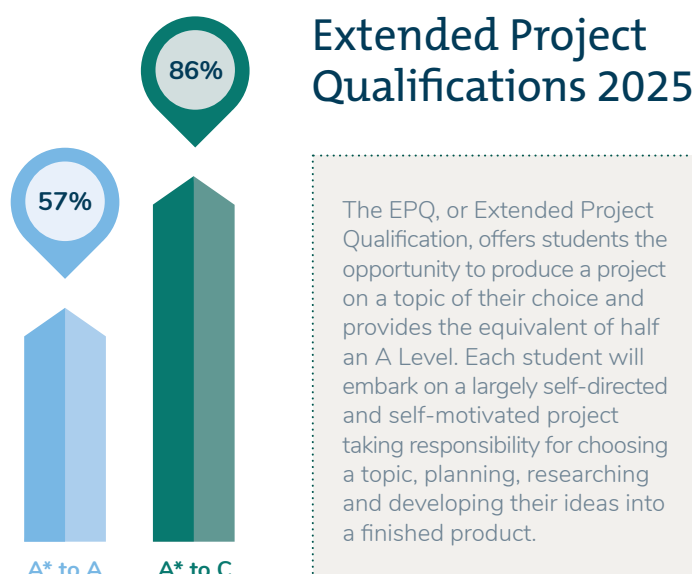 Extended Project
Qualifications 2025
86%
57%
The EPQ, or Extended Project
Qualification, offers students the
opportunity to produce a project
on a topic of their choice and
provides the equivalent of half
an A Level. Each student will
embark on a largely self-directed
and self-motivated project
taking responsibility for choosing
a topic, planning, researching
and developing their ideas into
a finished product.
A* to A
A* to C